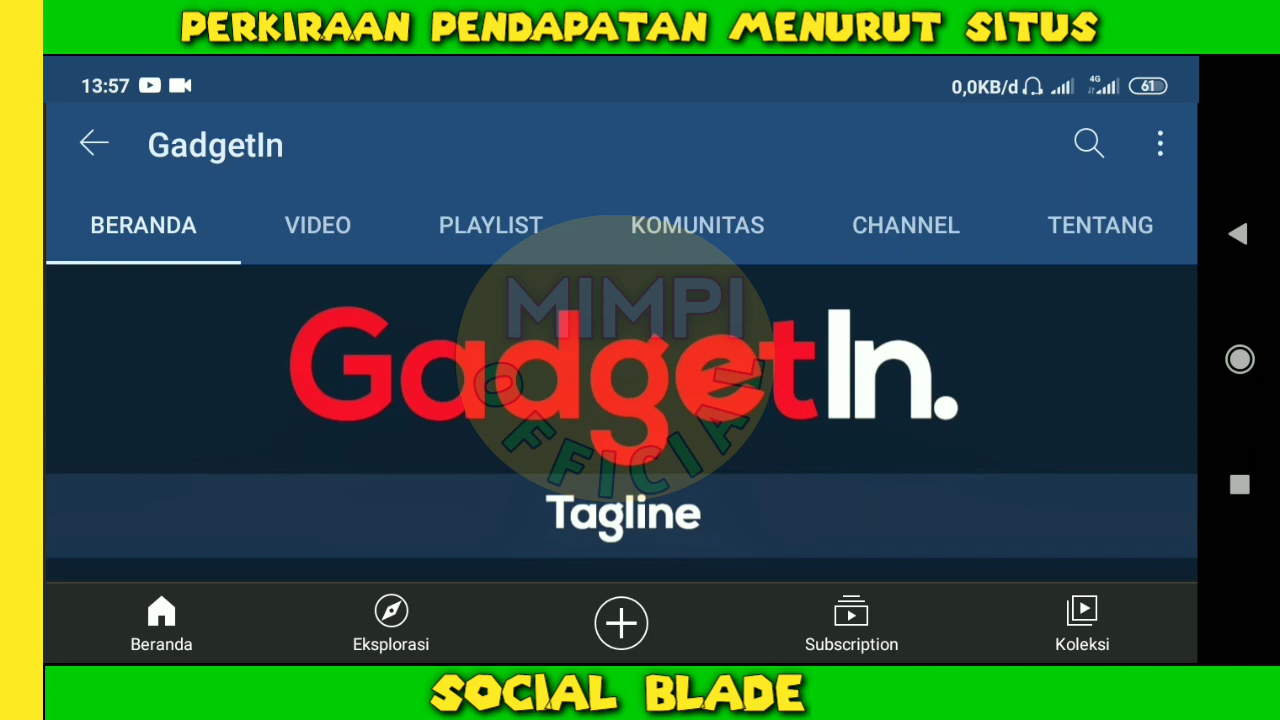 PERKIRAAN PENDAPATAN MENURUT SITUS
13:57 0,0KB/d 4G 61
GadgetIn
BERANDA VIDEO PLAYLIST KOMUNITAS CHANNEL TENTANG
MIMPI
GadgetIn.
OFFICIAL
Tagline
Beranda Eksplorasi Subscription Koleksi
SOCIAL BLADE